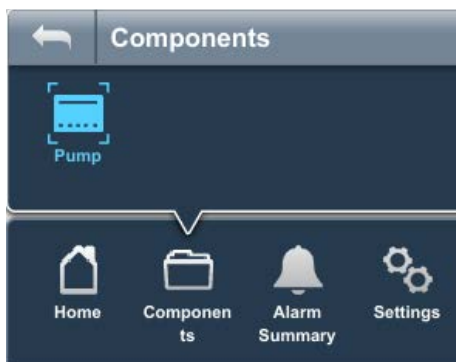 Components
Pump
Home
Componen
ts
Alarm
Summary
Settings